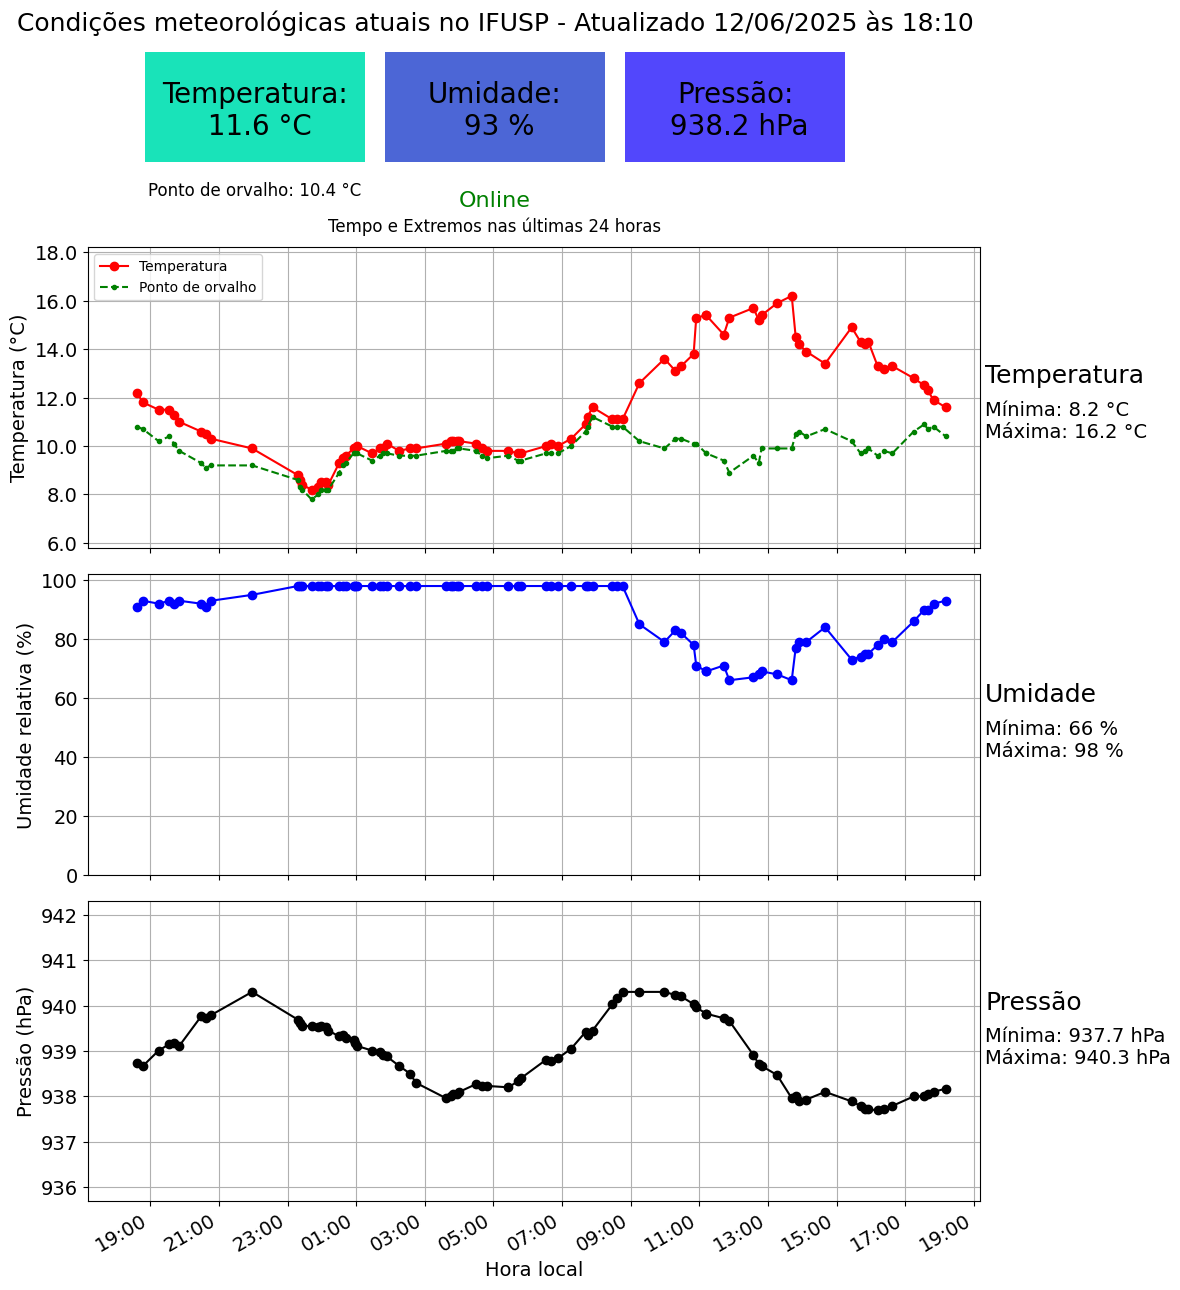 Condições meteorológicas atuais no IFUSP - Atualizado 12/06/2025 às 18:10
Temperatura:
11.6 °C
Umidade:
93 %
Pressão:
938.2 hPa
Ponto de orvalho: 10.4 °C
Online
Tempo e Extremos nas últimas 24 horas
Temperatura (°C)
18.0
16.0
14.0
12.0
10.0
8.0
6.0
Temperatura
Ponto de orvalho
Temperatura
Mínima: 8.2 °C
Máxima: 16.2 °C
Umidade relativa (%)
100
80
60
40
20
0
Umidade
Mínima: 66 %
Máxima: 98 %
Pressão (hPa)
942
941
940
939
938
937
936
Pressão
Mínima: 937.7 hPa
Máxima: 940.3 hPa
19:00
21:00
23:00
01:00
03:00
05:00
07:00
09:00
11:00
13:00
15:00
17:00
19:00
Hora local